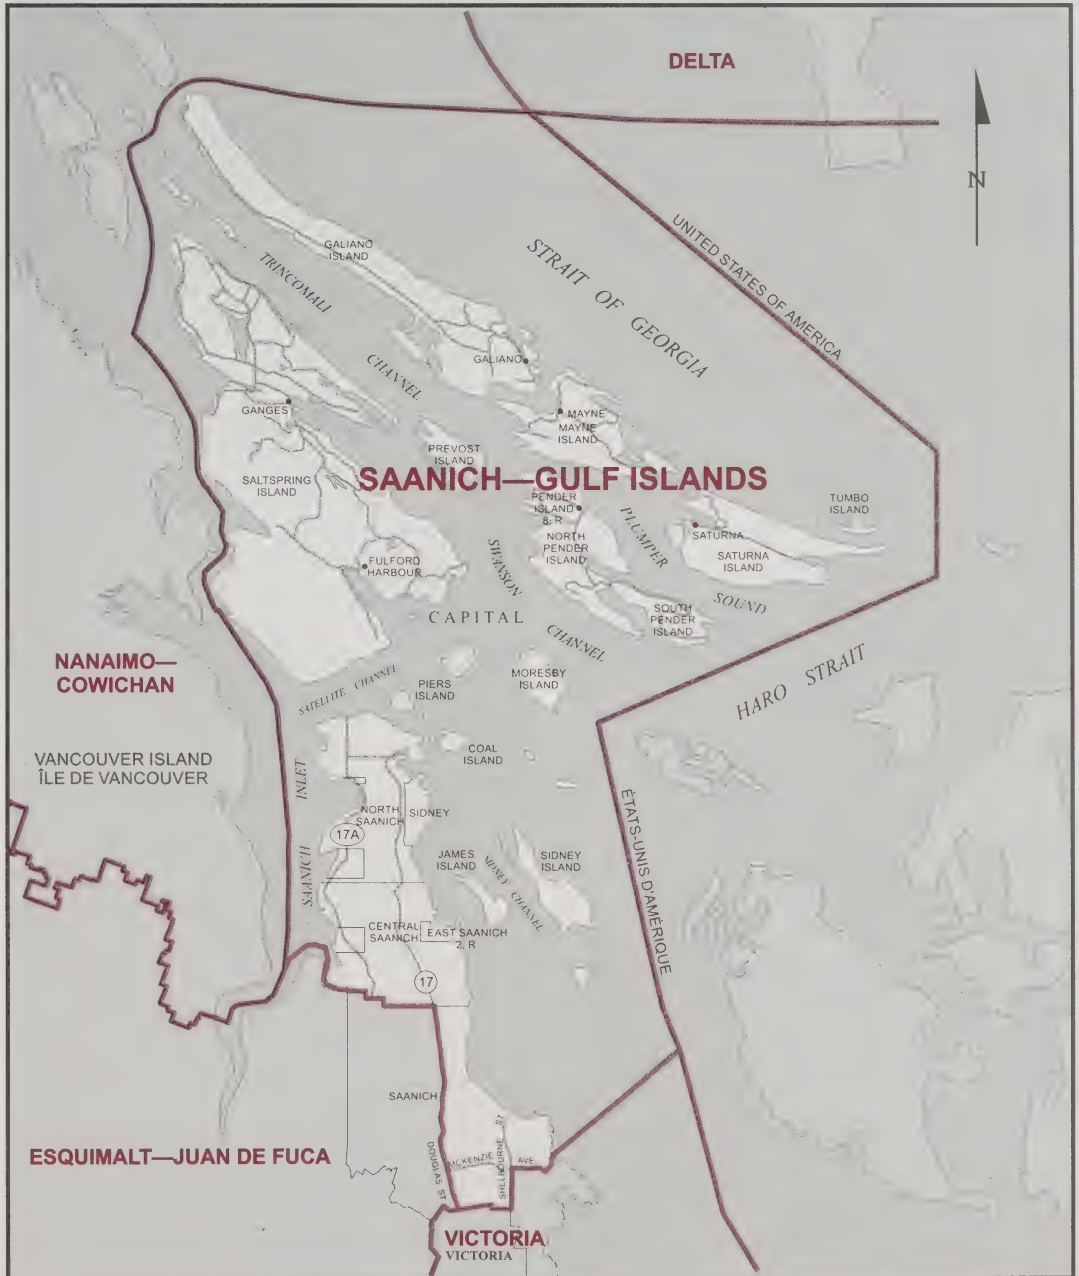 DELTA
N
UNITED STATES OF AMERICA
STRAIT OF GEORGIA
GALIANO
ISLAND
TRINCOMALI
CHANNEL
GALIANO
GANGES
MAYNE
MAYNE
ISLAND
PREVOST
ISLAND
SAANICH—GULF ISLANDS
SALTSPRING
ISLAND
PENDER
ISLAND
8, R
NORTH
PENDER
ISLAND
PLUMPER
SOUND
TUMBO
ISLAND
SATURNA
SATURNA
ISLAND
FULFORD
HARBOUR
SWANSON
CHANNEL
CAPITAL
SOUTH
PENDER
ISLAND
NANAIMO—
COWICHAN
SATELLITE CHANNEL
PIERS
ISLAND
MORESBY
ISLAND
HARO STRAIT
VANCOUVER ISLAND
ÎLE DE VANCOUVER
COAL
ISLAND
SAANICH INLET
NORTH
SAANICH
SIDNEY
17A
JAMES
ISLAND
SIDNEY CHANNEL
SIDNEY
ISLAND
ÉTATS-UNIS D'AMÉRIQUE
CENTRAL
SAANICH
EAST SAANICH
2, R
17
SAANICH
ESQUIMALT—JUAN DE FUCA
DOUGLAS ST
MCKENZIE AVE
SHELBOURNE ST
VICTORIA
VICTORIA